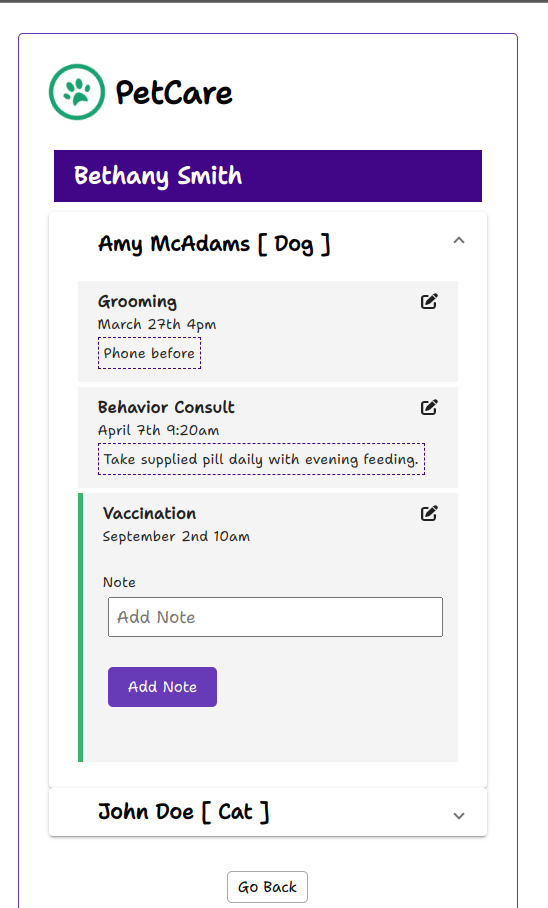 PetCare
Bethany Smith
Amy McAdams [ Dog ]
Grooming
March 27th 4pm
Phone before
Behavior Consult
April 7th 9:20am
Take supplied pill daily with evening feeding.
Vaccination
September 2nd 10am
Note
Add Note
Add Note
John Doe [ Cat ]
Go Back